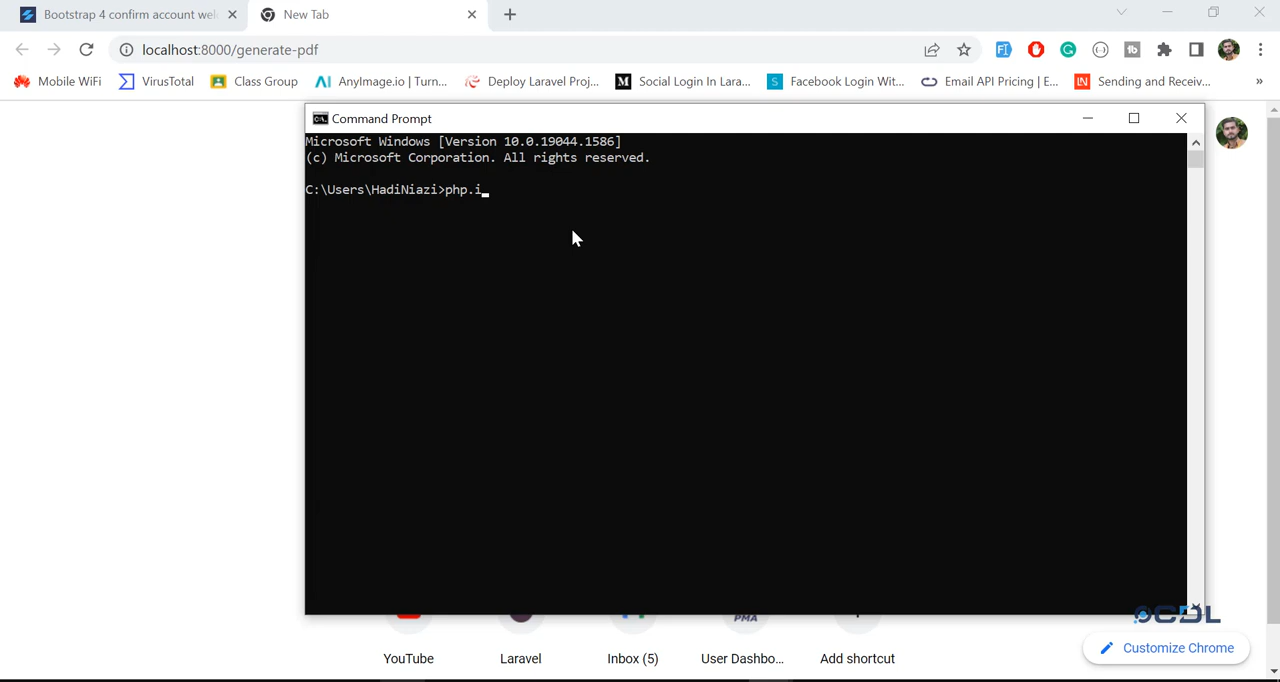 Bootstrap 4 confirm account wel
New Tab
localhost:8000/generate-pdf
Mobile WiFi
VirusTotal
Class Group
AnyImage.io | Turn...
Deploy Laravel Proj...
Social Login In Lara...
Facebook Login Wit...
Email API Pricing | E...
Sending and Receiv...
»
Command Prompt
Microsoft Windows [Version 10.0.19044.1586]
(c) Microsoft Corporation. All rights reserved.
C:\Users\HadiNiazi>php.i_
PMA
CDL
YouTube
Laravel
Inbox (5)
User Dashbo...
Add shortcut
Customize Chrome